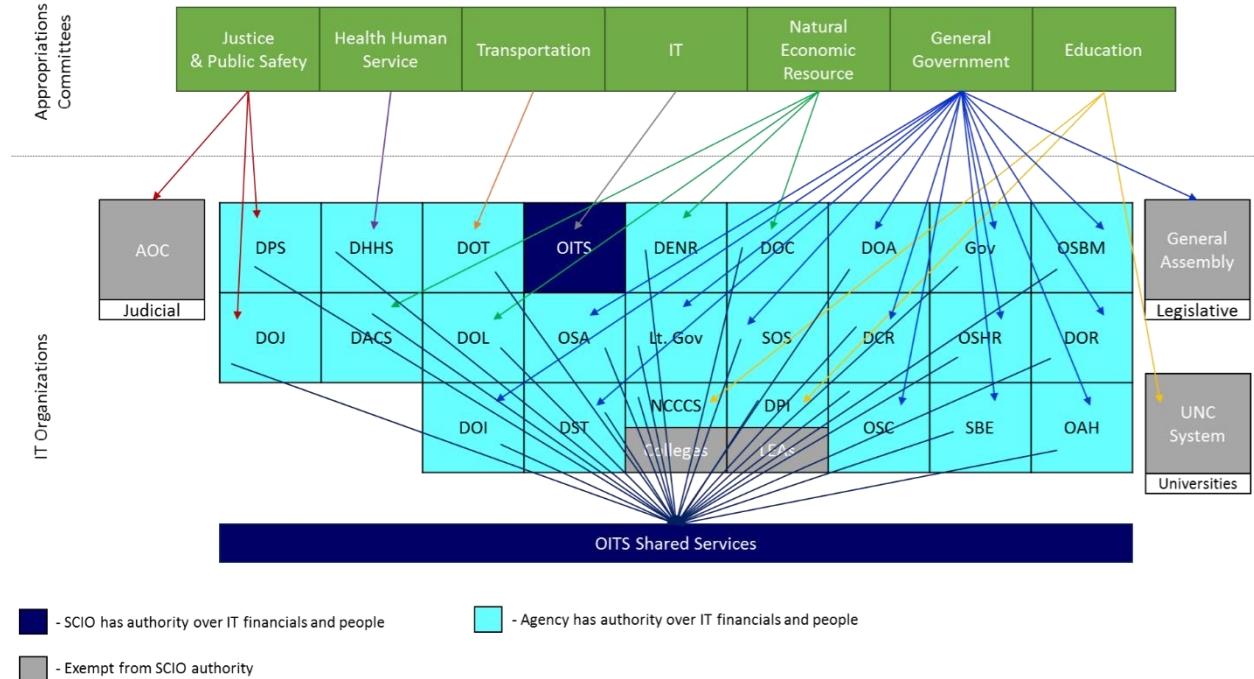 Appropriations
Committees
Justice
& Public Safety
Health Human
Service
Transportation
IT
Natural
Economic
Resource
General
Government
Education
IT Organizations
AOC
Judicial
DPS
DHHS
DOT
OITS
DENR
DOC
DOA
Gov
OSBM
General
Assembly
Legislative
DOJ
DACS
DOL
OSA
Lt. Gov
SOS
DCR
OSHR
DOR
DOI
DST
NCCCS
Colleges
DPI
LEAs
OSC
SBE
OAH
UNC
System
Universities
OITS Shared Services
- SCIO has authority over IT financials and people
- Agency has authority over IT financials and people
- Exempt from SCIO authority